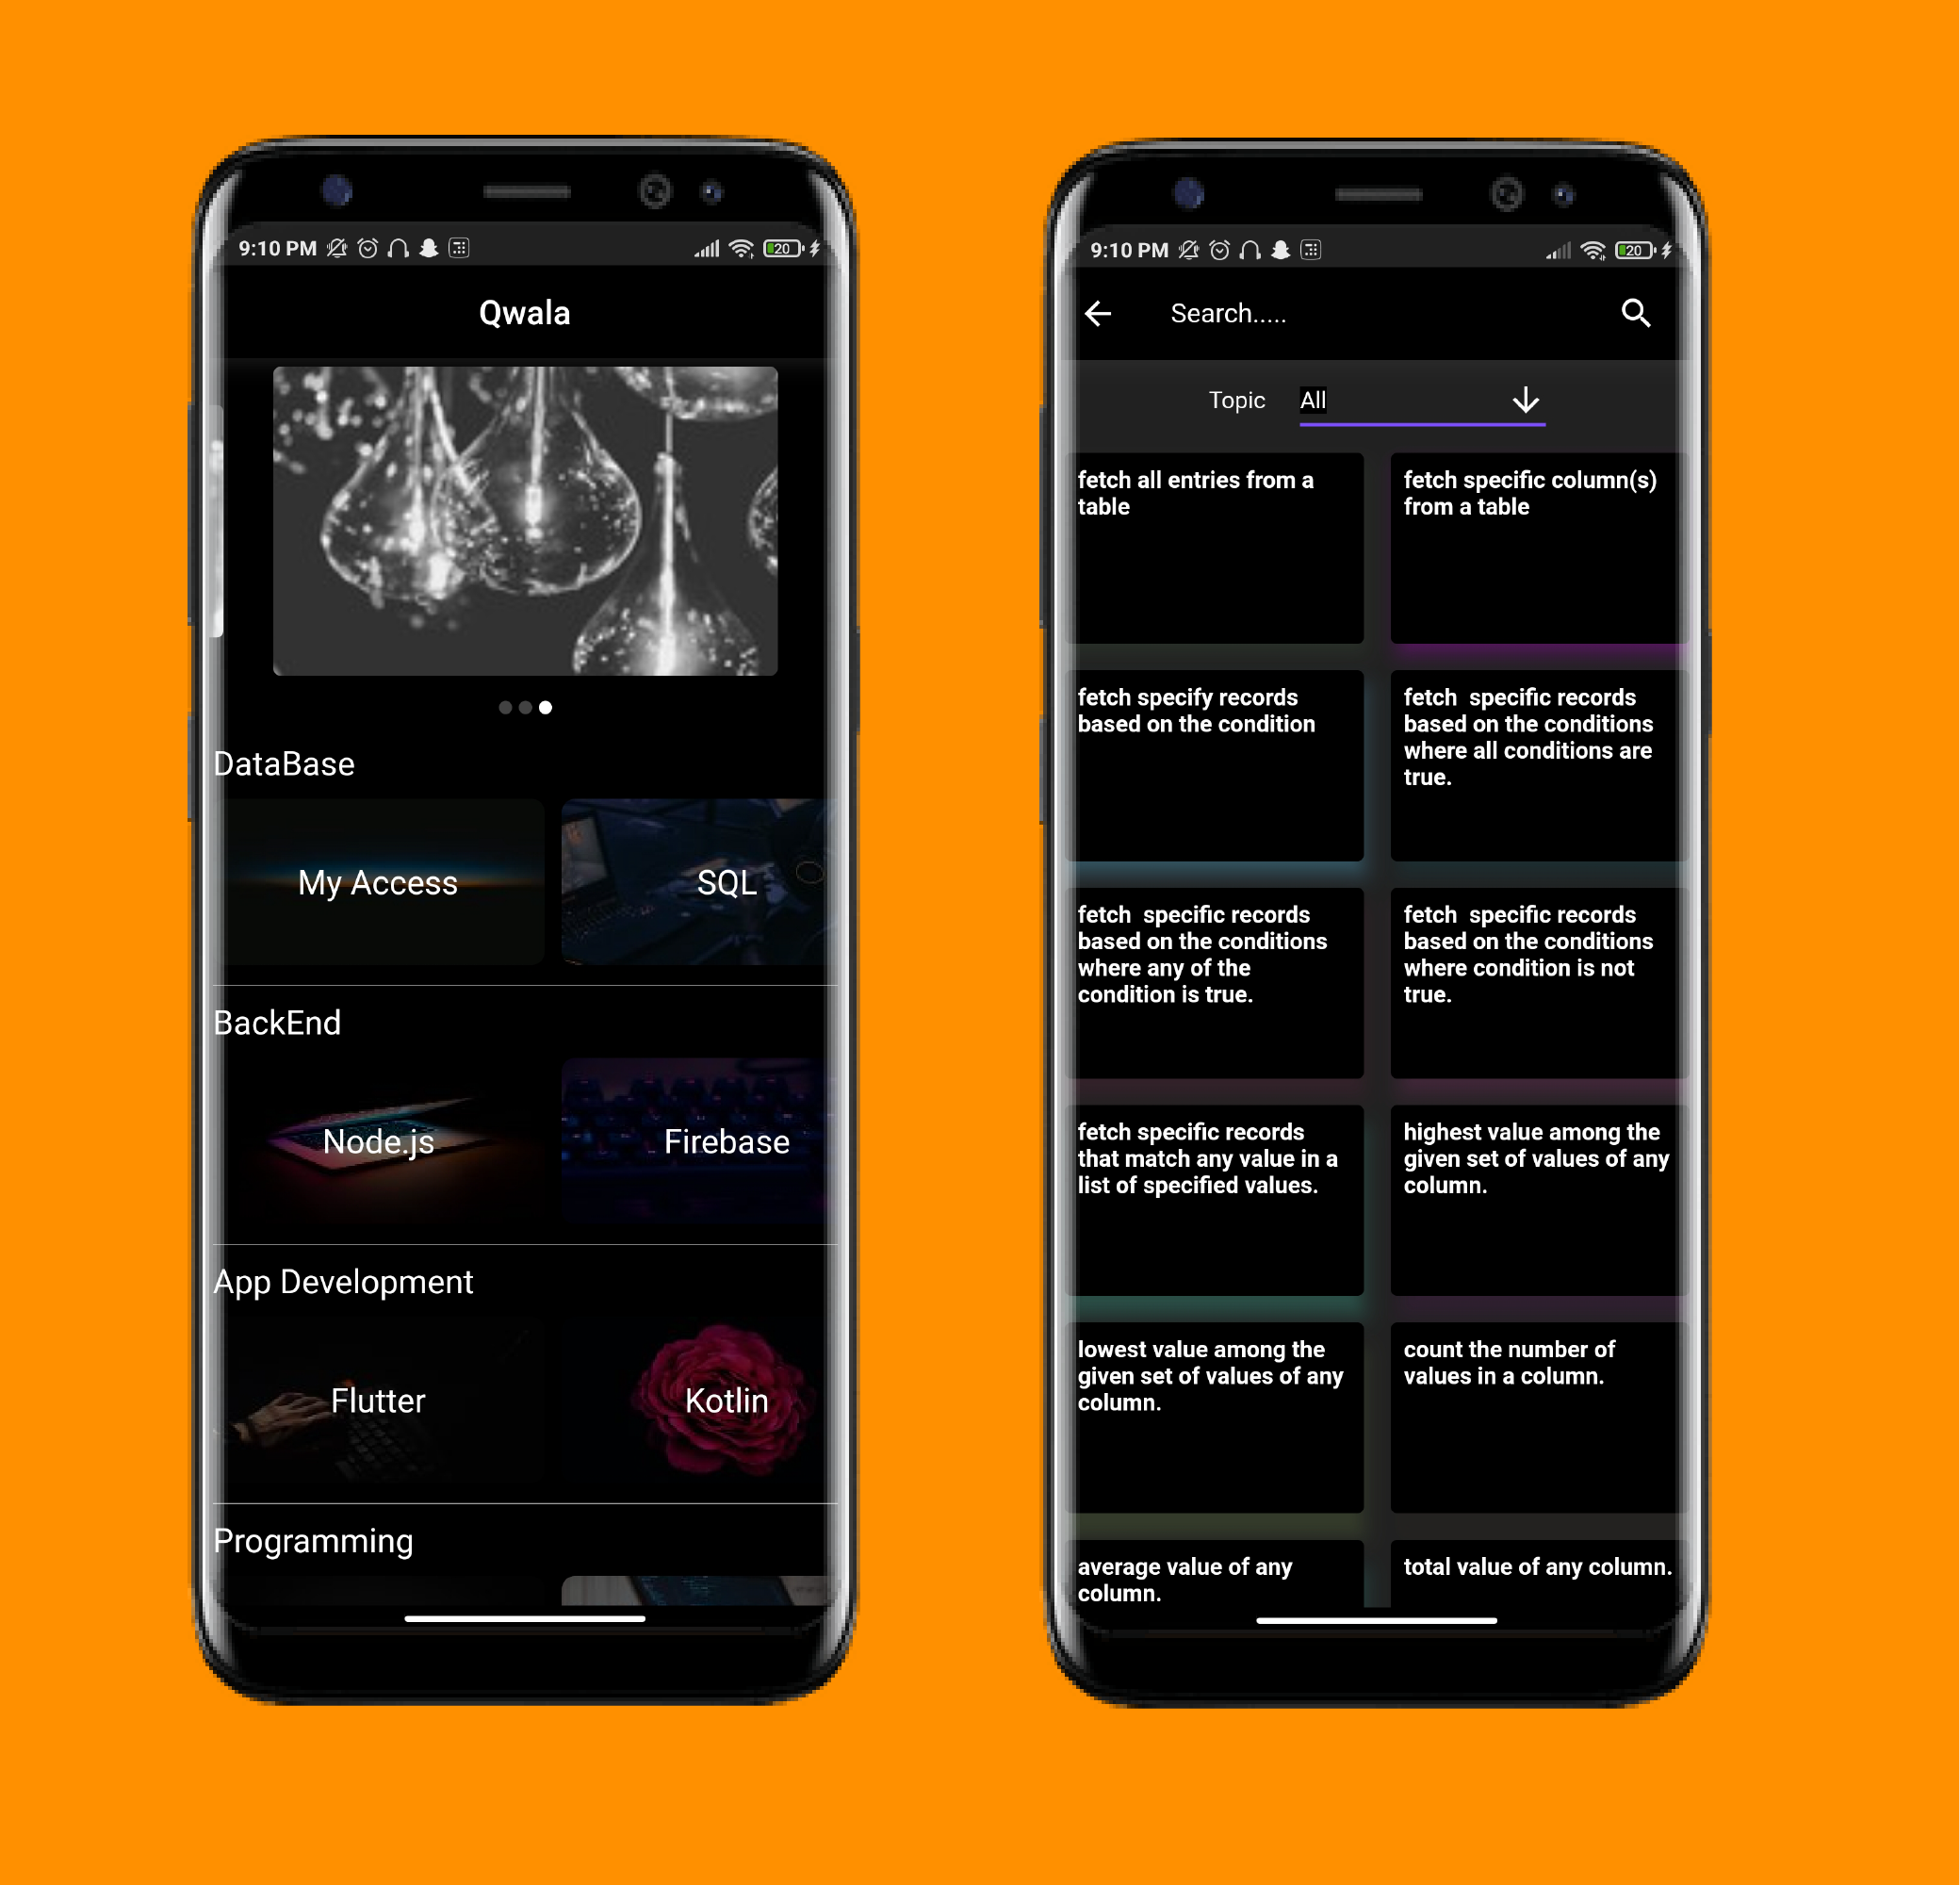 9:10 PM
20
Qwala
DataBase
My Access
SQL
BackEnd
Node.js
Firebase
App Development
Flutter
Kotlin
Programming
9:10 PM
20
Search.....
Topic
All
fetch all entries from a
table
fetch specific column(s)
from a table
fetch specify records
based on the condition
fetch  specific records
based on the conditions
where all conditions are
true.
fetch  specific records
based on the conditions
where any of the
condition is true.
fetch  specific records
based on the conditions
where condition is not
true.
fetch specific records
that match any value in a
list of specified values.
highest value among the
given set of values of any
column.
lowest value among the
given set of values of any
column.
count the number of
values in a column.
average value of any
column.
total value of any column.